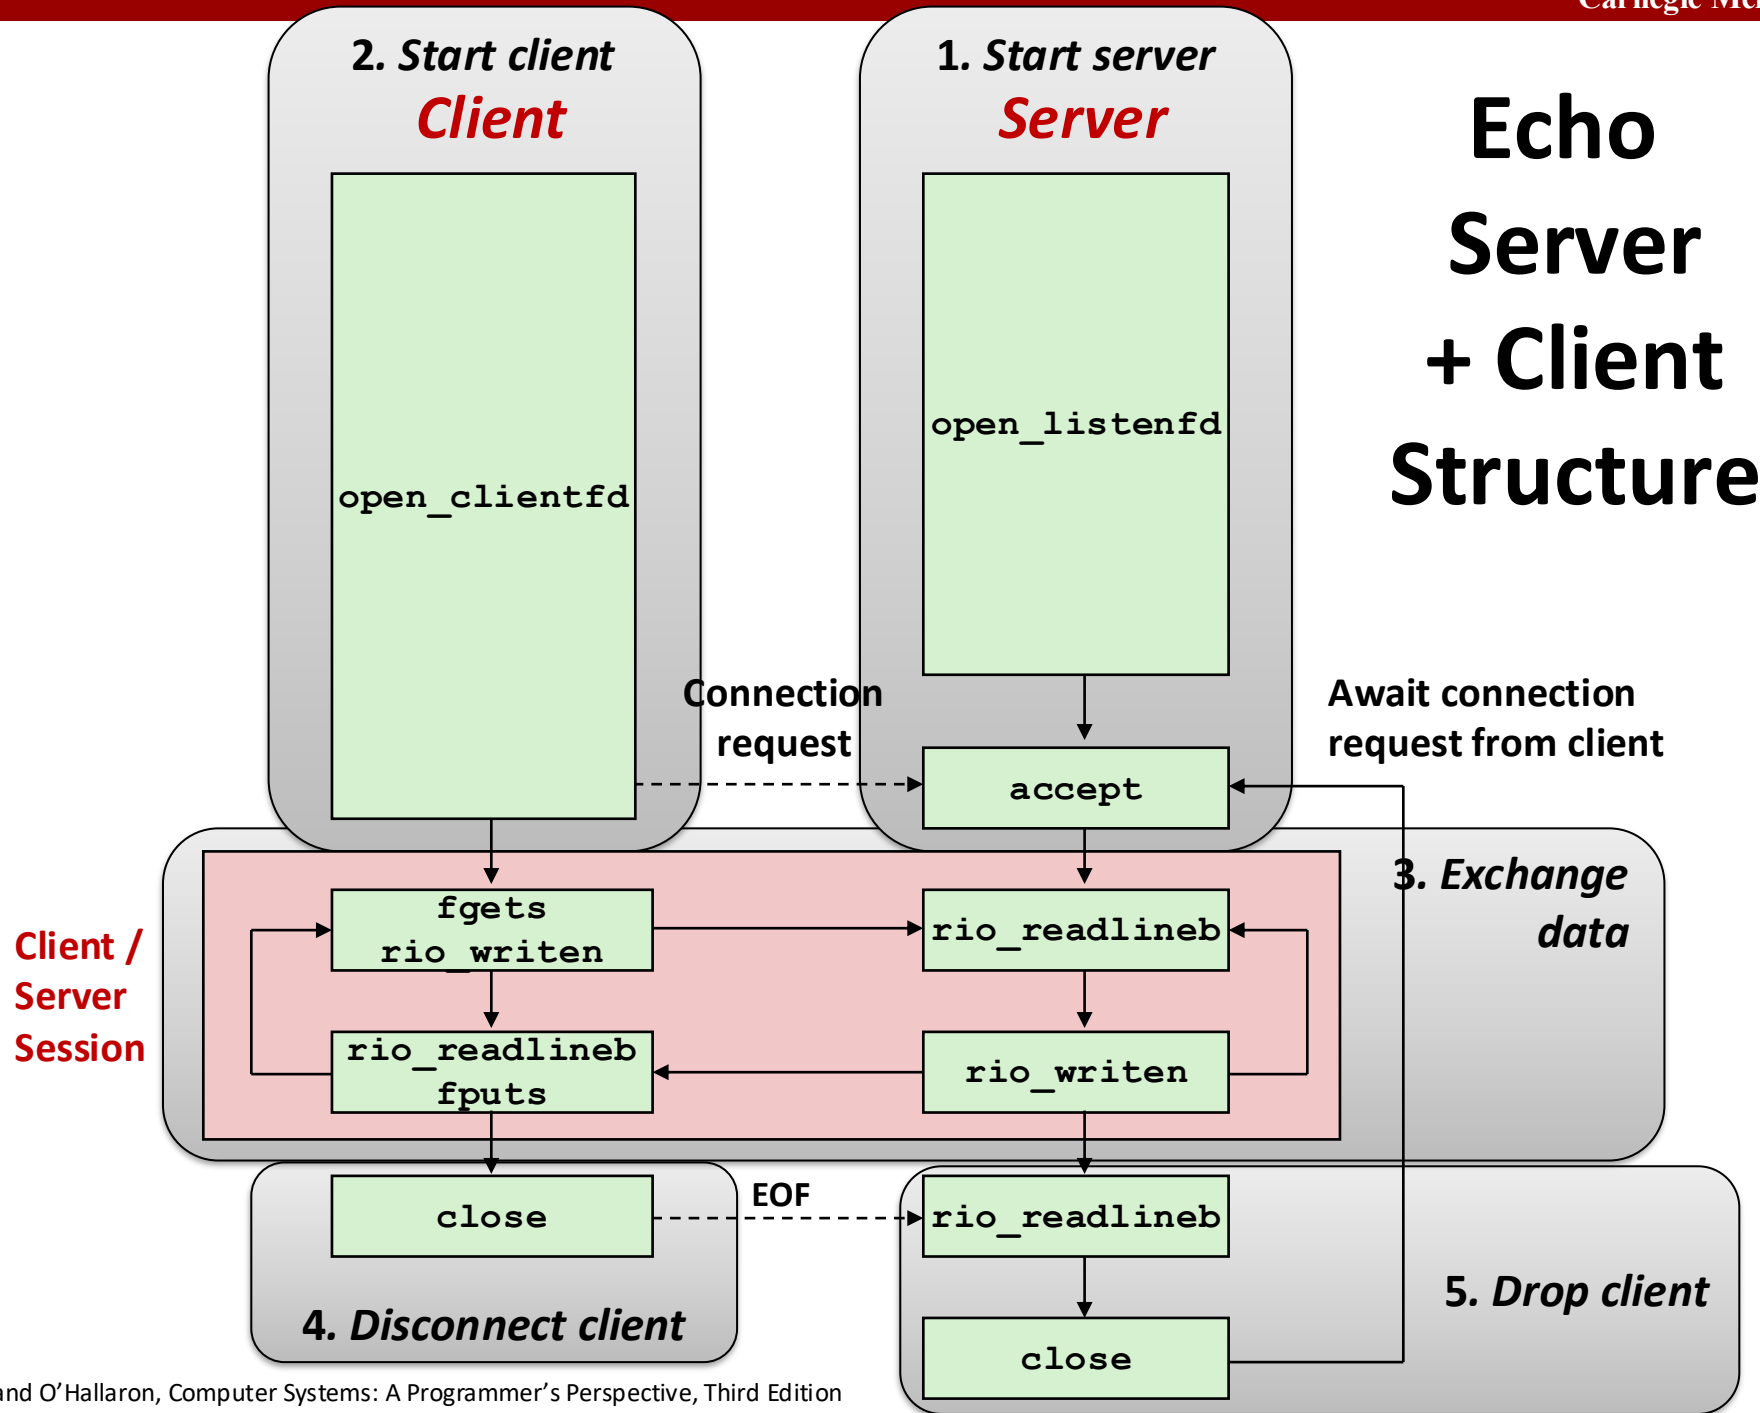 2. Start client
Client
1. Start server
Server
Echo
Server
+ Client
Structure
open_listenfd
open_clientfd
Connection
request
Await connection
request from client
accept
3. Exchange
data
Client /
Server
Session
fgets
rio_writen
rio_readlineb
rio_readlineb
fputs
rio_writen
close
EOF
rio_readlineb
4. Disconnect client
5. Drop client
close
and O'Hallaron, Computer Systems: A Programmer's Perspective, Third Edition